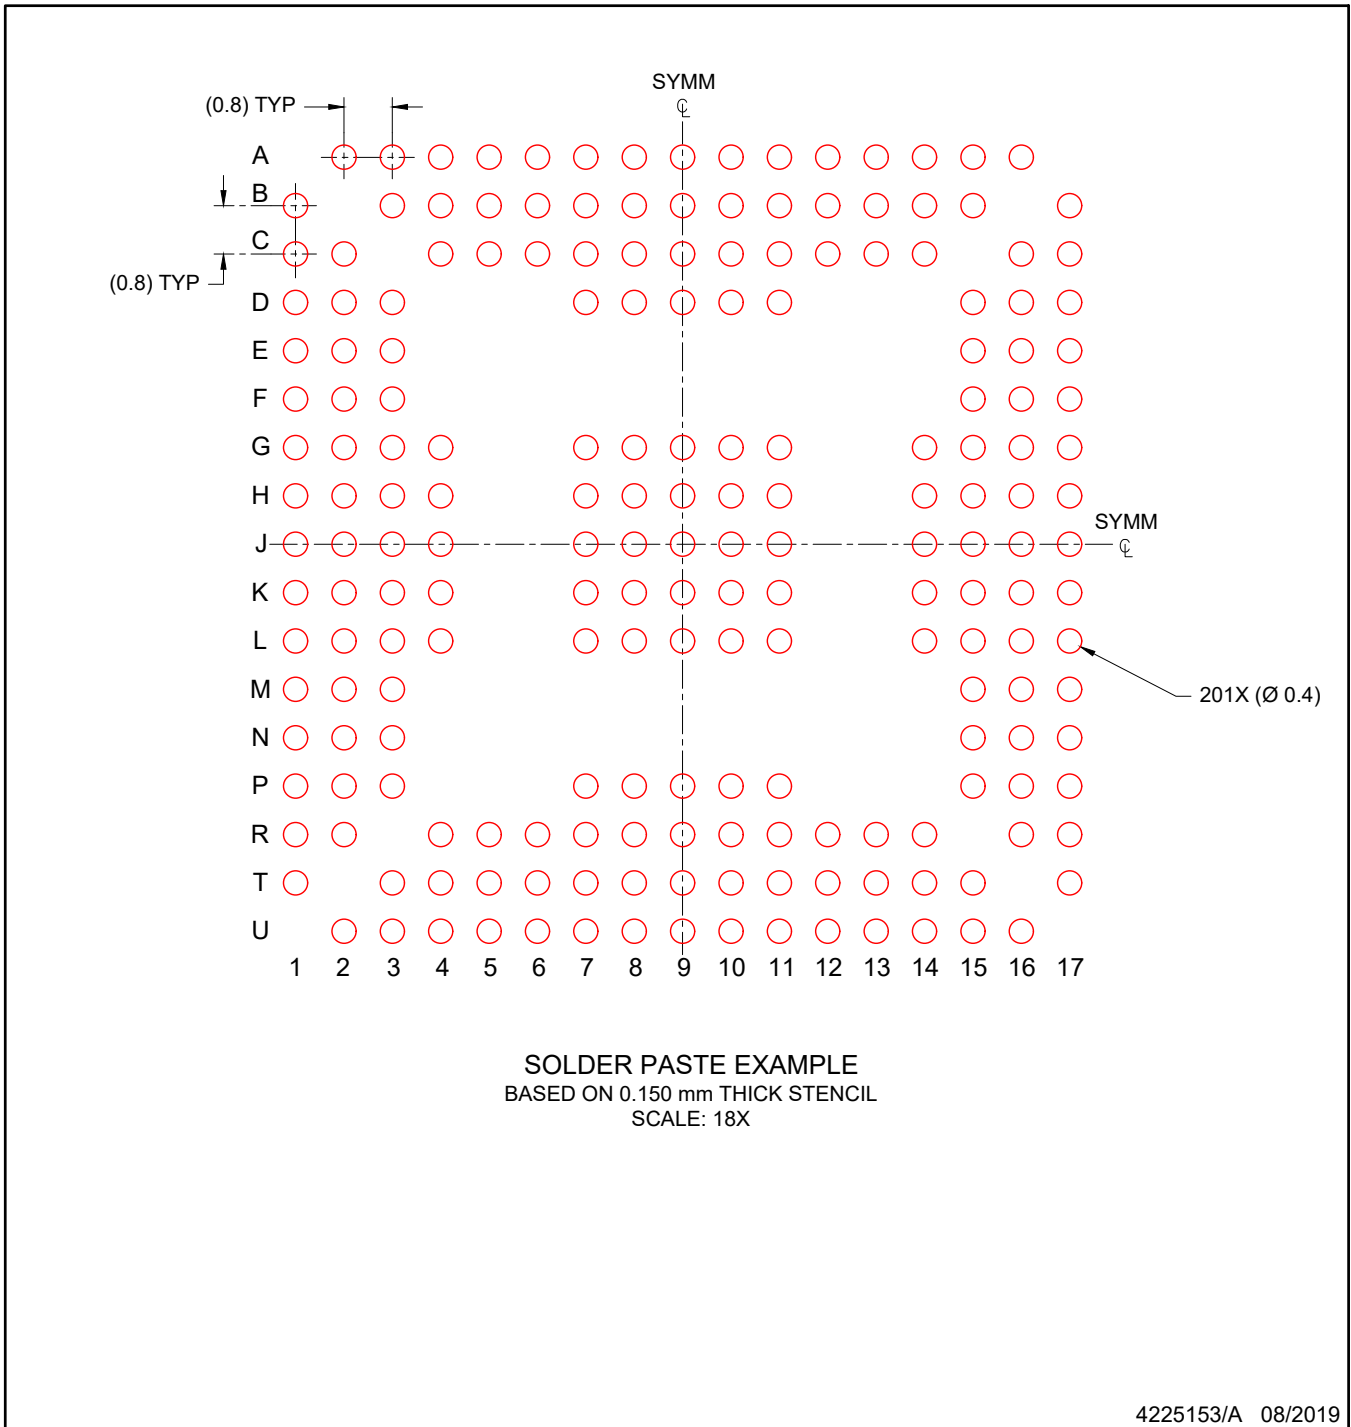 SYMM
(0.8) TYP
A
B
C
(0.8) TYP
D
E
F
G
H
SYMM
J
K
L
M
201X (Ø 0.4)
N
P
R
T
U
1 2 3 4 5 6 7 8 9 10 11 12 13 14 15 16 17
SOLDER PASTE EXAMPLE
BASED ON 0.150 mm THICK STENCIL
SCALE: 18X
4225153/A 08/2019